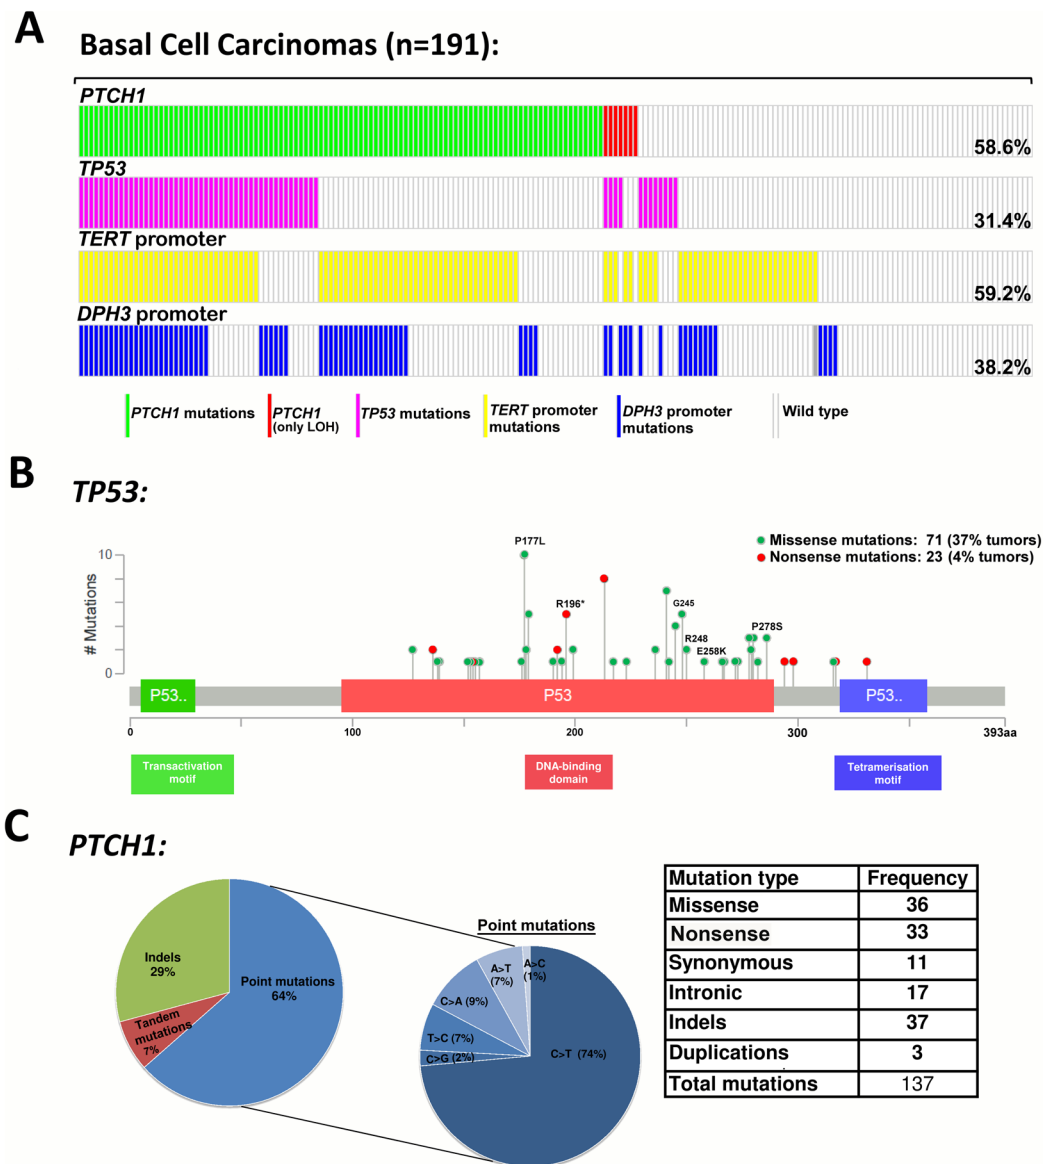 A
Basal Cell Carcinomas (n=191):
PTCH1
58.6%
TP53
31.4%
TERT promoter
59.2%
DPH3 promoter
38.2%
PTCH1 mutations
PTCH1
(only LOH)
TP53 mutations
TERT promoter
mutations
DPH3 promoter
mutations
Wild type
B
TP53:
Missense mutations: 71 (37% tumors)
Nonsense mutations: 23 (4% tumors)
# Mutations
10
0
P177L
R196*
G245
R248
E258K
P278S
P53..
P53
P53..
0
100
200
300
393aa
Transactivation
motif
DNA-binding
domain
Tetramerisation
motif
C
PTCH1:
Indels
29%
Point mutations
64%
Tandem
mutations
7%
Point mutations
A>C
(1%)
A>T
(7%)
C>A (9%)
T>C (7%)
C>G (2%)
C>T (74%)
Mutation type Frequency
Missense 36
Nonsense 33
Synonymous 11
Intronic 17
Indels 37
Duplications 3
Total mutations 137